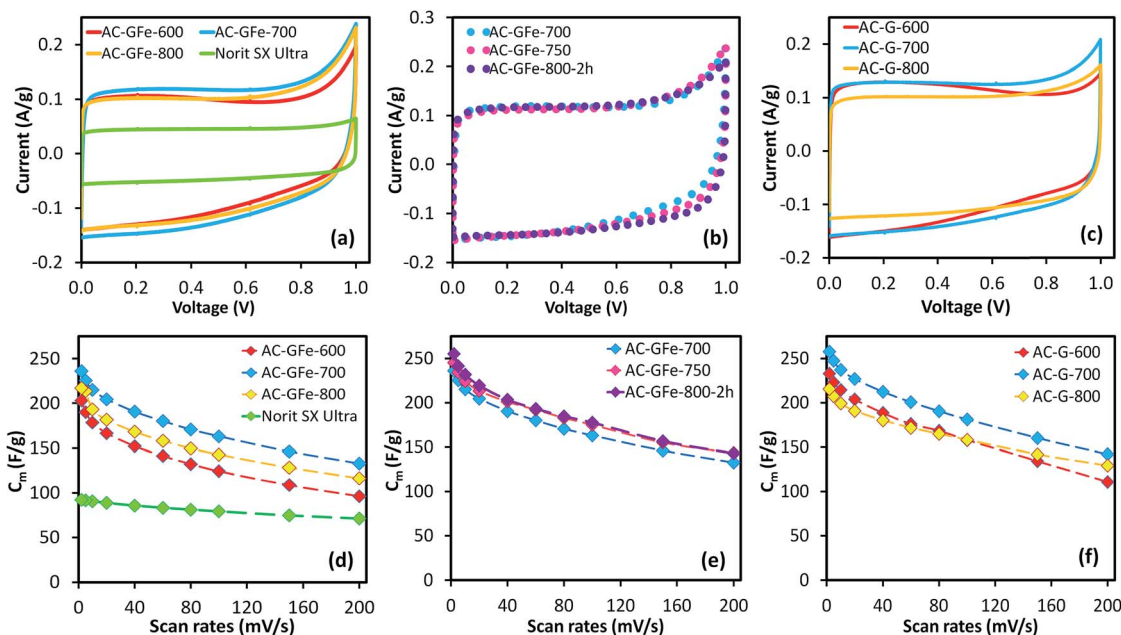 AC-GFe-600 AC-GFe-700
AC-GFe-800 Norit SX Ultra
0.2
0.1
0.0
-0.1
-0.2
Current (A/g)
(a)
0.0 0.2 0.4 0.6 0.8 1.0
Voltage (V)
AC-GFe-700
AC-GFe-750
AC-GFe-800-2h
0.3
0.2
0.1
0.0
-0.1
0.2
Current (A/g)
(b)
0.0 0.2 0.4 0.6 0.8 1.0
Voltage (V)
AC-G-600
AC-G-700
AC-G-800
0.2
0.1
0.0
-0.1
-0.2
Current (A/g)
(c)
0.0 0.2 0.4 0.6 0.8 1.0
Voltage (V)
AC-GFe-600
AC-GFe-700
AC-GFe-800
Norit SX Ultra
250
200
150
100
50
0
Cm (F/g)
(d)
0 40 80 120 160 200
Scan rates (mV/s)
AC-GFe-700
AC-GFe-750
AC-GFe-800-2h
250
200
150
100
50
0
Cm (F/g)
(e)
0 40 80 120 160 200
Scan rates (mV/s)
AC-G-600
AC-G-700
AC-G-800
250
200
150
100
50
0
Cm (F/g)
(f)
0 40 80 120 160 200
Scan rates (mV/s)